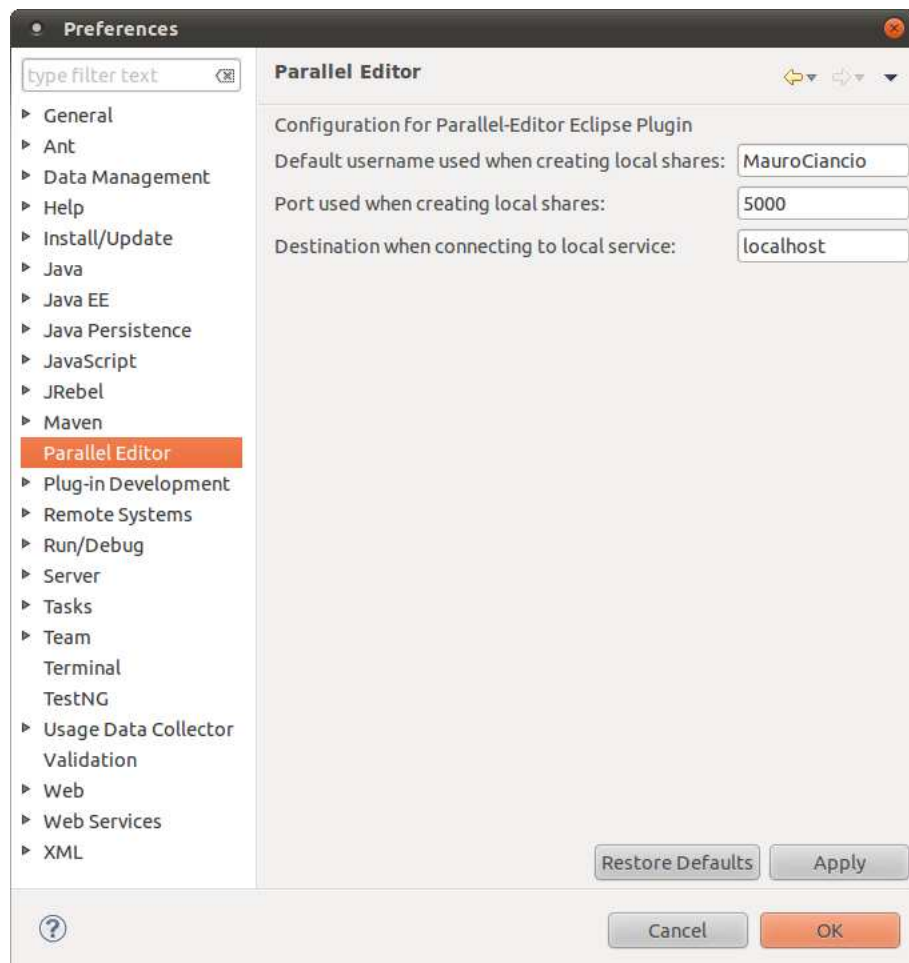 Preferences
type filter text
General
Ant
Data Management
Help
Install/Update
Java
Java EE
Java Persistence
JavaScript
JRebel
Maven
Parallel Editor
Plug-in Development
Remote Systems
Run/Debug
Server
Tasks
Team
Terminal
TestNG
Usage Data Collector
Validation
Web
Web Services
XML
Parallel Editor
Configuration for Parallel-Editor Eclipse Plugin
Default username used when creating local shares: MauroCiancio
Port used when creating local shares: 5000
Destination when connecting to local service: localhost
Restore Defaults Apply
? Cancel OK